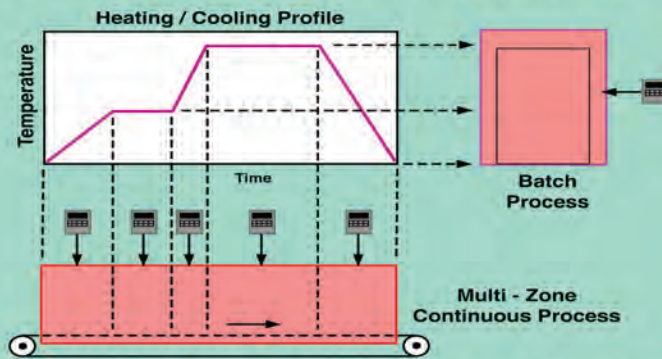 Heating / Cooling Profile
Temperature
Time
Batch
Process
Multi - Zone
Continuous Process